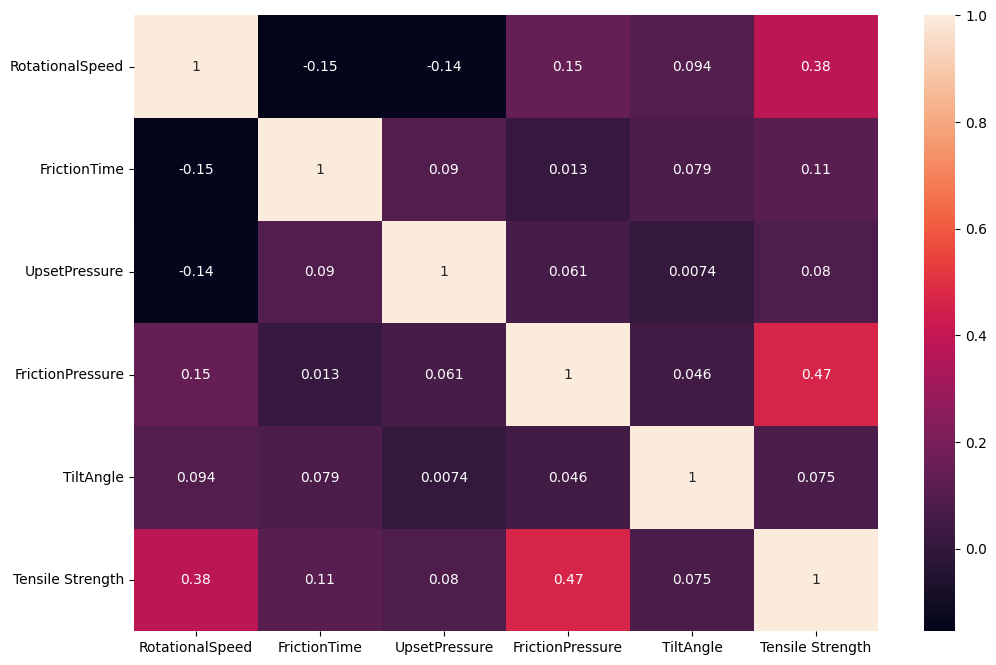 RotationalSpeed 1 -0.15 -0.14 0.15 0.094 0.38
FrictionTime -0.15 1 0.09 0.013 0.079 0.11
UpsetPressure -0.14 0.09 1 0.061 0.0074 0.08
FrictionPressure 0.15 0.013 0.061 1 0.046 0.47
TiltAngle 0.094 0.079 0.0074 0.046 1 0.075
Tensile Strength 0.38 0.11 0.08 0.47 0.075 1
RotationalSpeed FrictionTime UpsetPressure FrictionPressure TiltAngle Tensile Strength
1.0
0.8
0.6
0.4
0.2
0.0